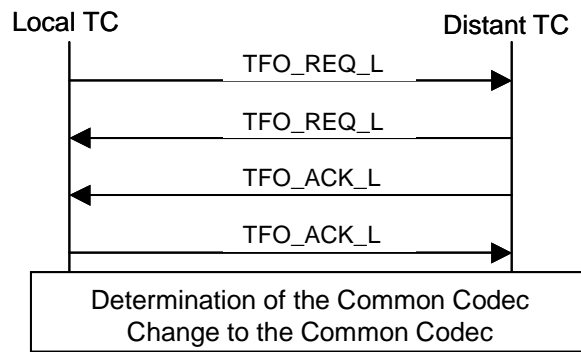 Local TC
Distant TC
TFO_REQ_L
TFO_REQ_L
TFO_ACK_L
TFO_ACK_L
Determination of the Common Codec
Change to the Common Codec